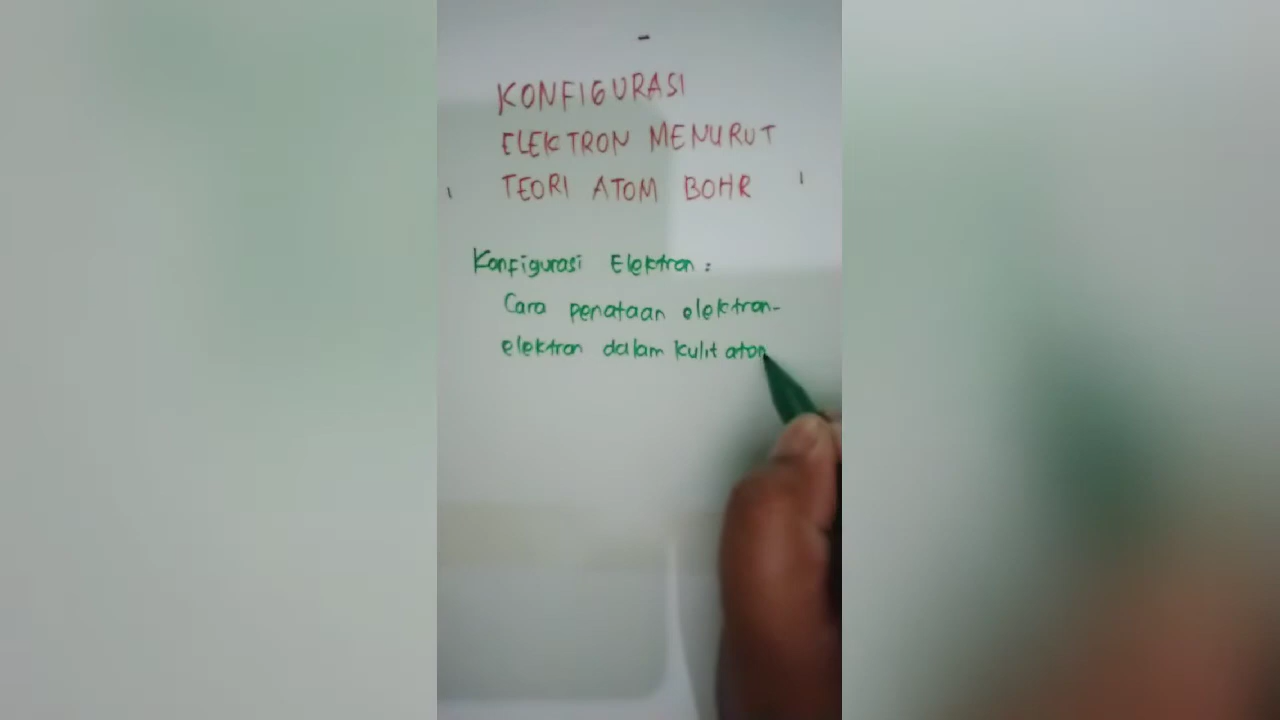 KONFIGURASI
ELEKTRON MENURUT
TEORI ATOM BOHR
Konfigurasi Elektron :
Cara penataan elektron-
elektron dalam kulit atom